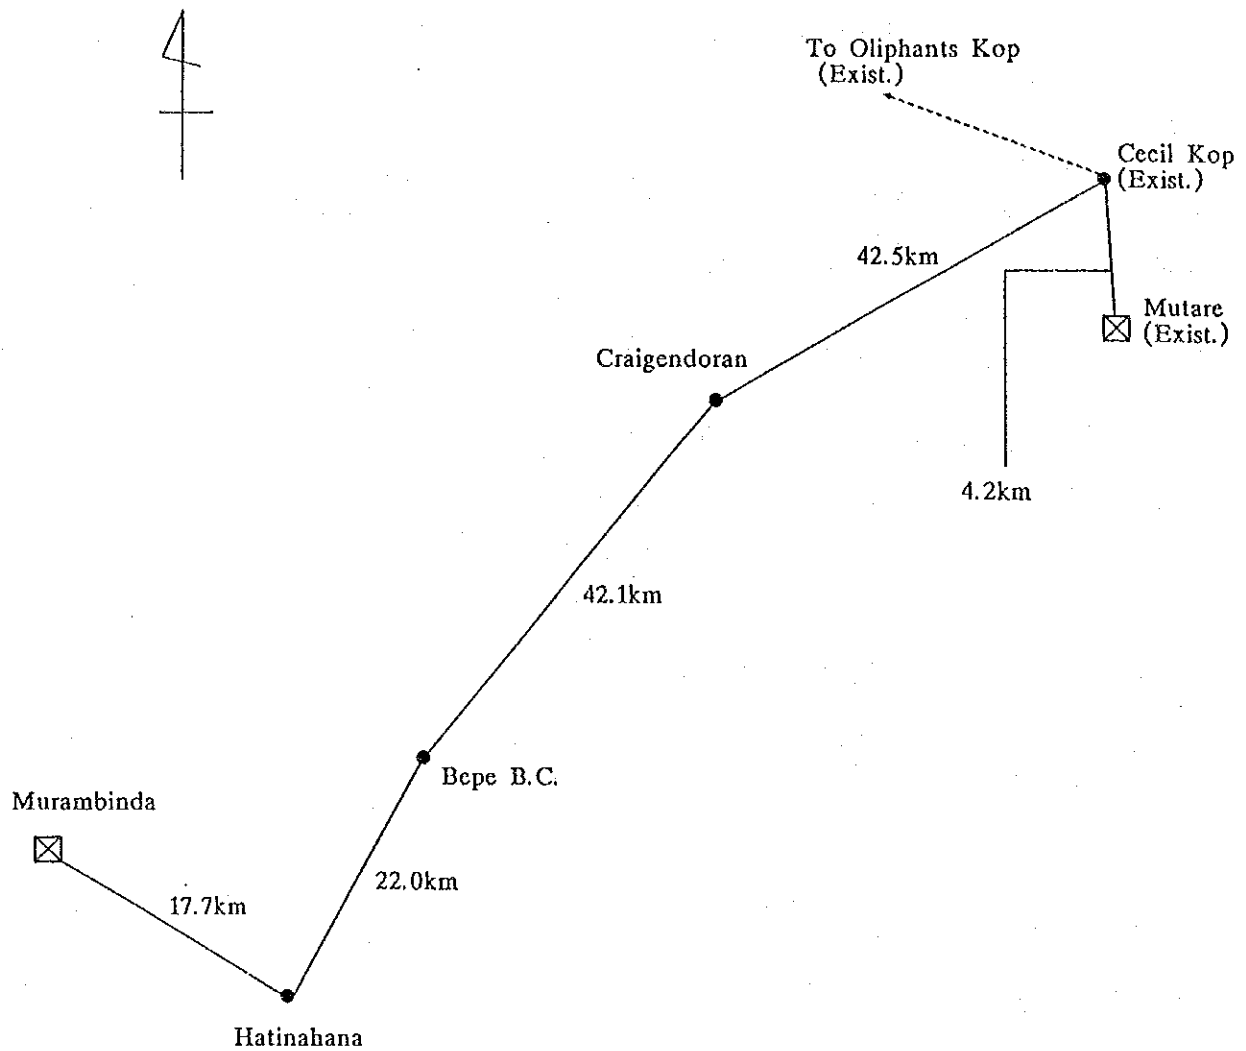 To Oliphants Kop
(Exist.)
Cecil Kop
(Exist.)
42.5km
Mutare
(Exist.)
Craigendoran
4.2km
42.1km
Bepe B.C.
Murambinda
22.0km
17.7km
Hatinahana